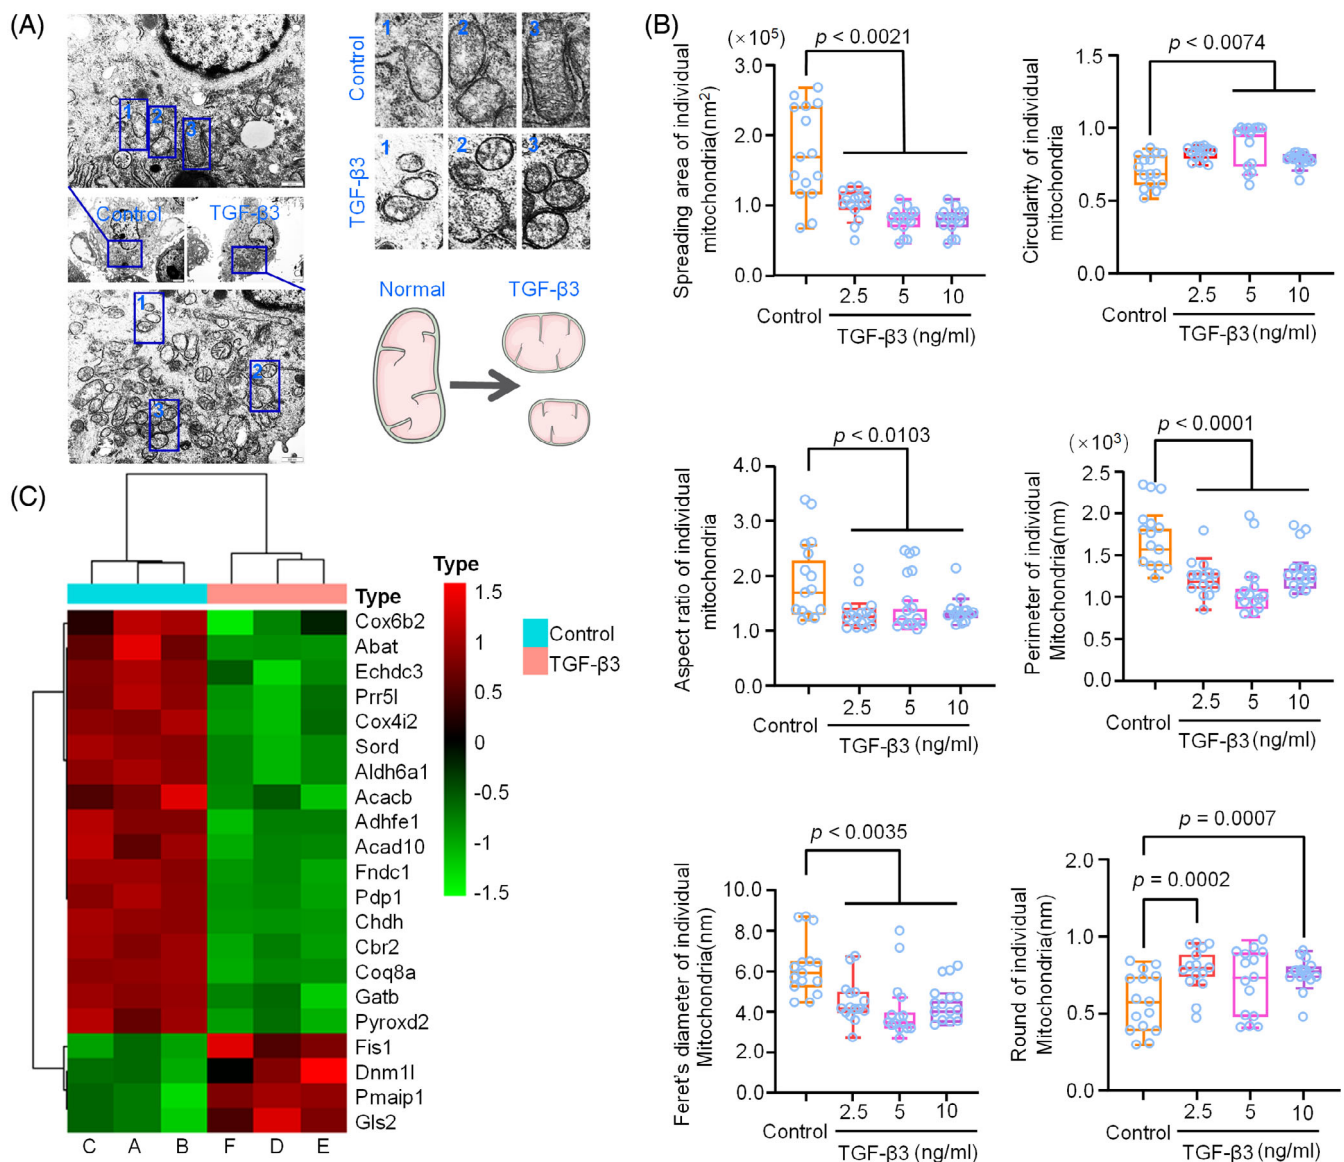 (A)
1
2
3
Control
TGF-β3
1
2
3
Control
1
2
3
TGF-β3
1
2
3
Normal
TGF-β3
(B)
(×10⁵)
p < 0.0021
Spreading area of individual
mitochondria(nm²)
3.0
2.0
1.0
0.0
Control
2.5
5
10
TGF-β3 (ng/ml)
p < 0.0074
Circularity of individual
mitochondria
1.5
1.0
0.5
0.0
Control
2.5
5
10
TGF-β3 (ng/ml)
p < 0.0103
Aspect ratio of individual
mitochondria
4.0
3.0
2.0
1.0
0.0
Control
2.5
5
10
TGF-β3 (ng/ml)
(×10³)
p < 0.0001
Perimeter of individual
Mitochondria(nm)
2.5
2.0
1.5
1.0
0.0
Control
2.5
5
10
TGF-β3 (ng/ml)
p < 0.0035
Feret's diameter of individual
Mitochondria(nm)
10.0
8.0
6.0
4.0
2.0
0.0
Control
2.5
5
10
TGF-β3 (ng/ml)
p = 0.0007
p = 0.0002
Round of individual
Mitochondria(nm)
2.0
1.0
0.5
0.0
Control
2.5
5
10
TGF-β3 (ng/ml)
(C)
Type
Cox6b2
Abat
Echdc3
Prr5l
Cox4i2
Sord
Aldh6a1
Acacb
Adhfe1
Acad10
Fndc1
Pdp1
Chdh
Cbr2
Coq8a
Gatb
Pyroxd2
Fis1
Dnm1l
Pmaip1
Gls2
C
A
B
F
D
E
Type
1.5
1
0.5
0
-0.5
-1
-1.5
Control
TGF-β3